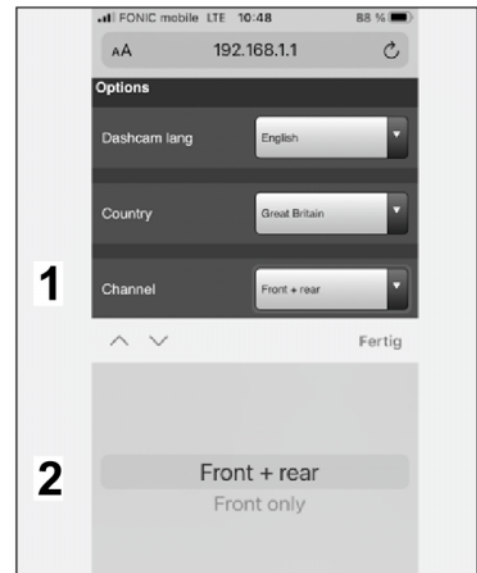 FONIC mobile LTE 10:48 88 %
AA 192.168.1.1
Options
Dashcam lang English
Country Great Britain
1 Channel Front + rear
Fertig
2 Front + rear
Front only